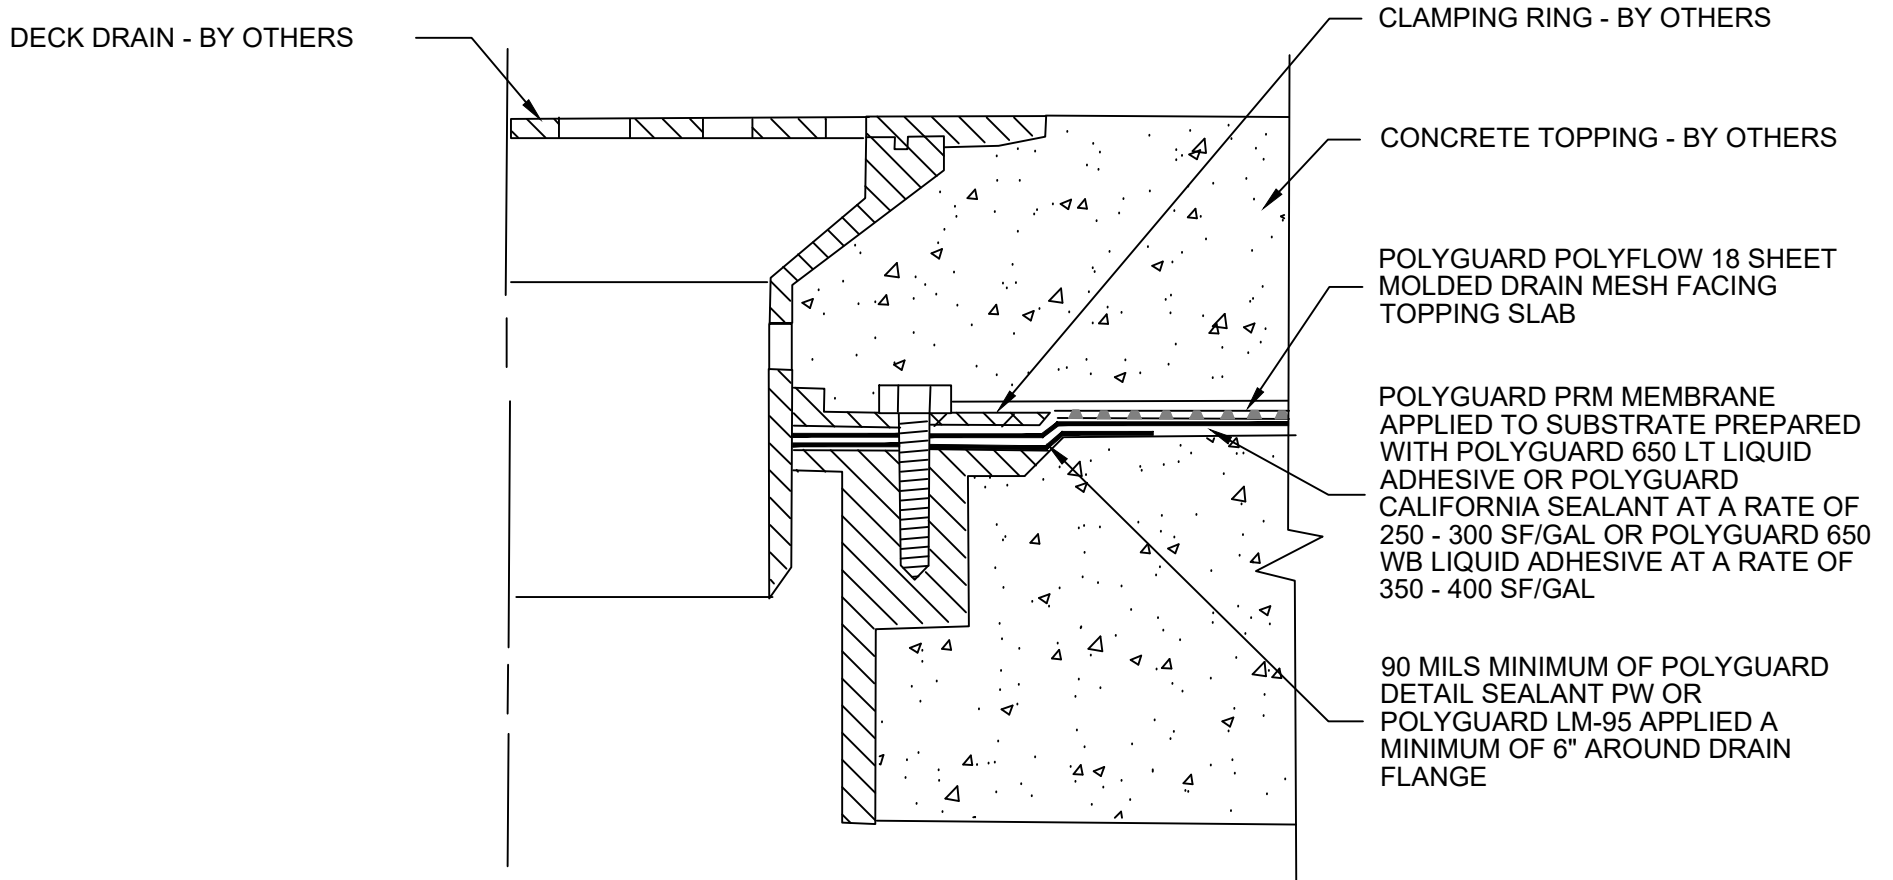 DECK DRAIN - BY OTHERS
CLAMPING RING - BY OTHERS
CONCRETE TOPPING - BY OTHERS
POLYGUARD POLYFLOW 18 SHEET
MOLDED DRAIN MESH FACING
TOPPING SLAB
POLYGUARD PRM MEMBRANE
APPLIED TO SUBSTRATE PREPARED
WITH POLYGUARD 650 LT LIQUID
ADHESIVE OR POLYGUARD
CALIFORNIA SEALANT AT A RATE OF
250 - 300 SF/GAL OR POLYGUARD 650
WB LIQUID ADHESIVE AT A RATE OF
350 - 400 SF/GAL
90 MILS MINIMUM OF POLYGUARD
DETAIL SEALANT PW OR
POLYGUARD LM-95 APPLIED A
MINIMUM OF 6" AROUND DRAIN
FLANGE